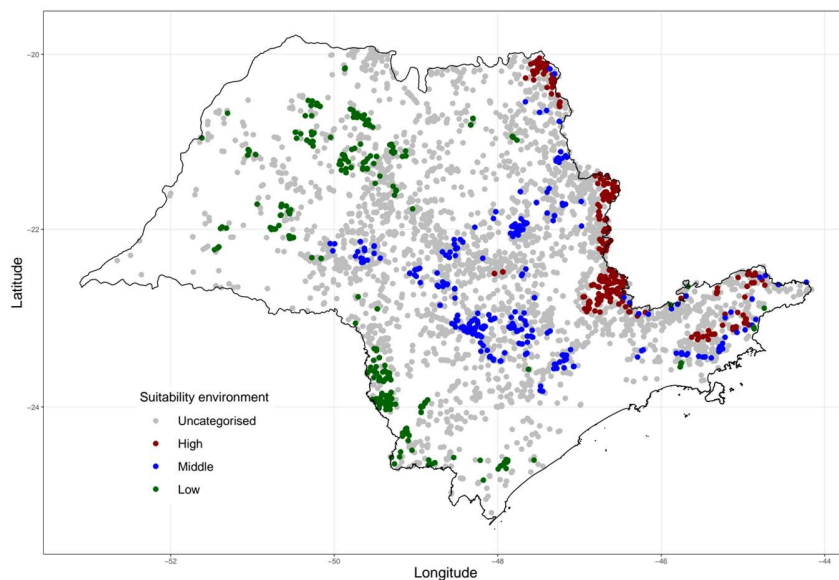 -20
-22
-24
Latitude
Suitability environment
Uncategorised
High
Middle
Low
-52
-50
-48
-46
-44
Longitude